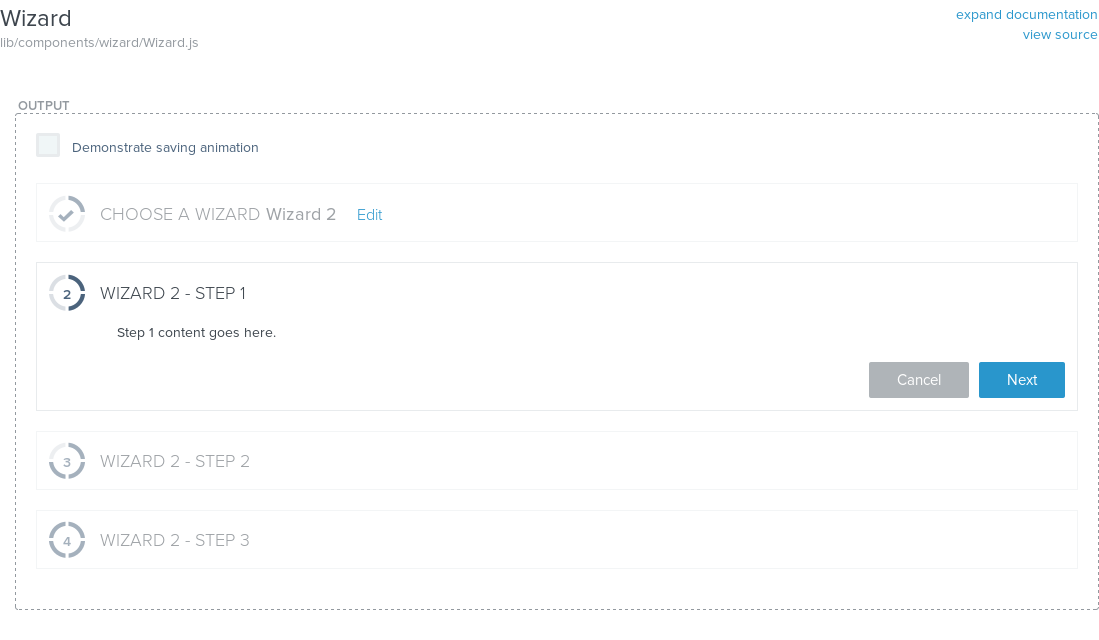 Wizard
expand documentation
lib/components/wizard/Wizard.js
view source
OUTPUT
Demonstrate saving animation
CHOOSE A WIZARD Wizard 2 Edit
2 WIZARD 2 - STEP 1
Step 1 content goes here.
Cancel Next
3 WIZARD 2 - STEP 2
4 WIZARD 2 - STEP 3